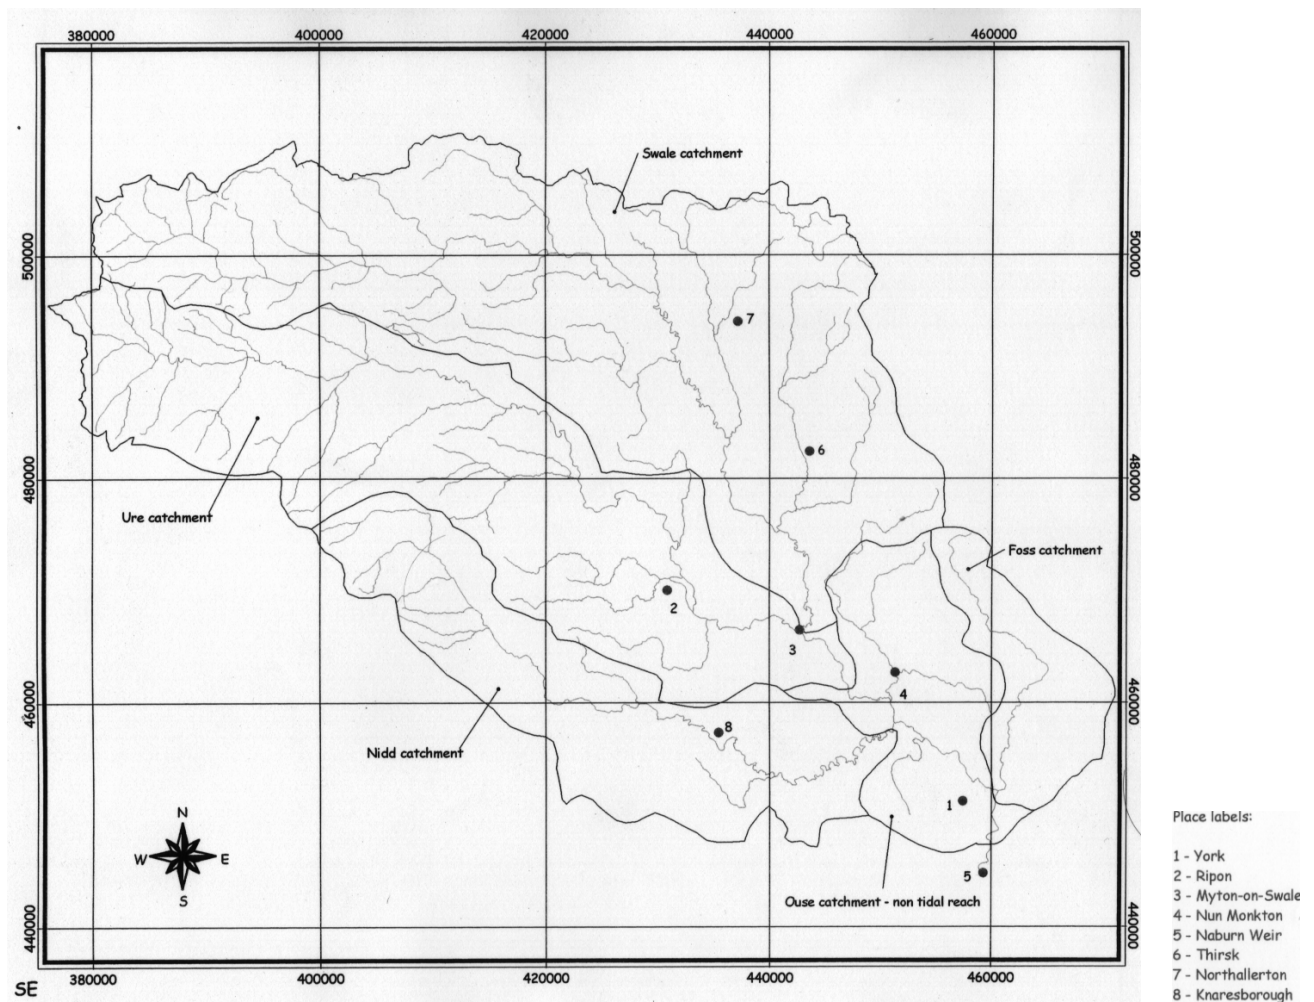 380000
400000
420000
440000
460000
Swale catchment
500000
500000
7
6
480000
480000
Ure catchment
Foss catchment
2
3
4
460000
460000
8
Nidd catchment
1
N
W
E
S
5
Ouse catchment - non tidal reach
440000
440000
380000
400000
420000
440000
460000
SE
Place labels:
1 - York
2 - Ripon
3 - Myton-on-Swale
4 - Nun Monkton
5 - Naburn Weir
6 - Thirsk
7 - Northallerton
8 - Knaresborough